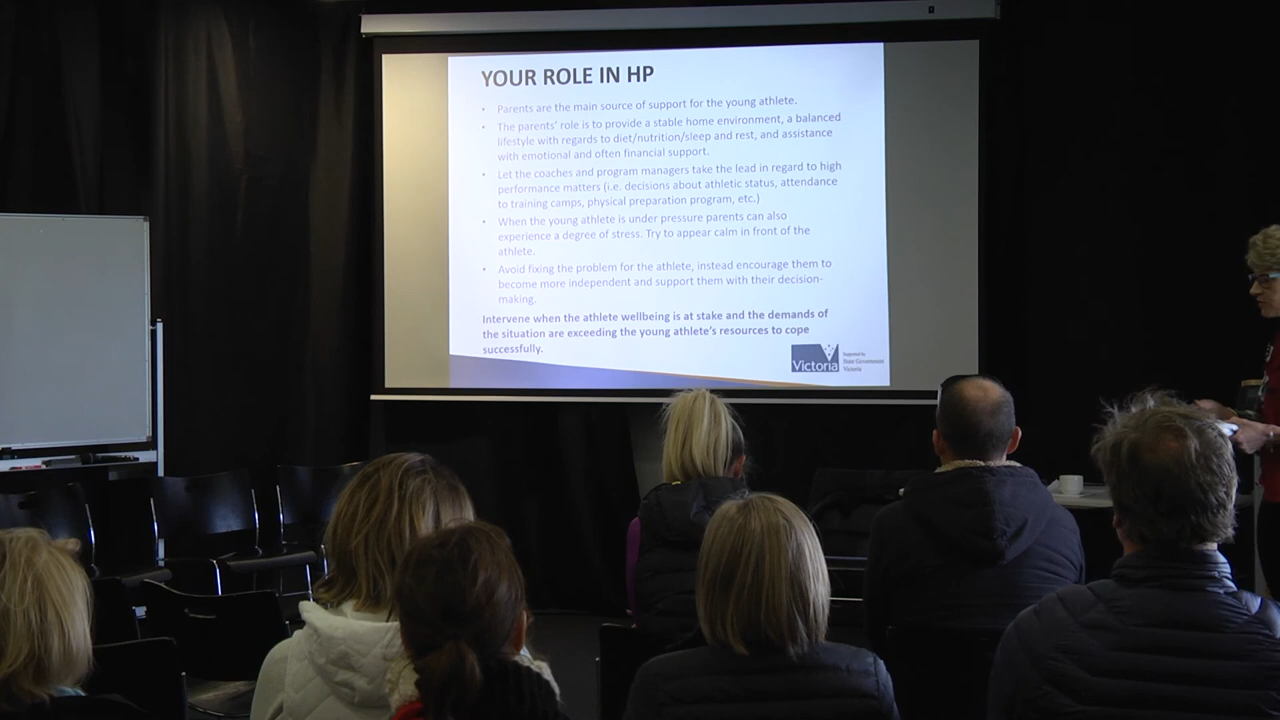 YOUR ROLE IN HP
• Parents are the main source of support for the young athlete.
• The parents' role is to provide a stable home environment, a balanced
lifestyle with regards to diet/nutrition/sleep and rest, and assistance
with emotional and often financial support.
• Let the coaches and program managers take the lead in regard to high
performance matters (i.e. decisions about athletic status, attendance
to training camps, physical preparation program, etc.)
• When the young athlete is under pressure parents can also
experience a degree of stress. Try to appear calm in front of the
athlete.
• Avoid fixing the problem for the athlete, instead encourage them to
become more independent and support them with their decision-
making.
Intervene when the athlete wellbeing is at stake and the demands of
the situation are exceeding the young athlete's resources to cope
successfully.
Victoria
Supported by
State Government
Victoria